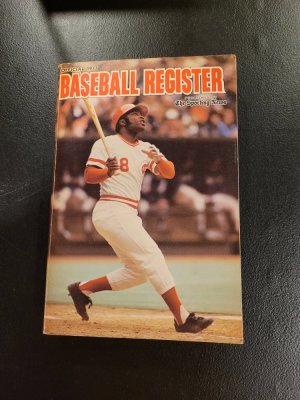 BASEBALL REGISTER
The Sporting News
8